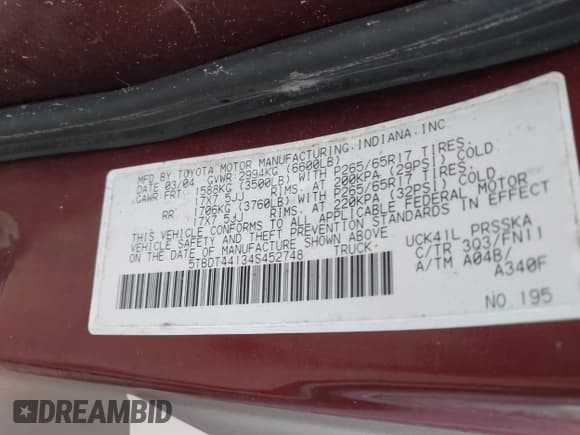 MFD BY TOYOTA MOTOR MANUFACTURING, INDIANA, INC
DATE 03/04 GVWR 2994KG (6600LB)
GAWR FRT: 1588KG (3500LB) WITH P265/65R17 TIRES,
17X7.5JJ RIMS, AT 200KPA (29PSI) COLD
RR: 1706KG (3760LB) WITH P265/65R17 TIRES,
17X7.5JJ RIMS, AT 220KPA (32PSI) COLD
THIS VEHICLE CONFORMS TO ALL APPLICABLE FEDERAL MOTOR
VEHICLE SAFETY AND THEFT PREVENTION STANDARDS IN EFFECT
ON THE DATE OF MANUFACTURE SHOWN ABOVE
5TBDT44134S452748 TRUCK
UCK41L PRSSKA
C/TR 3Q3/FN11
A/TM A04B/
A340F
NO. 195
DREAMBID